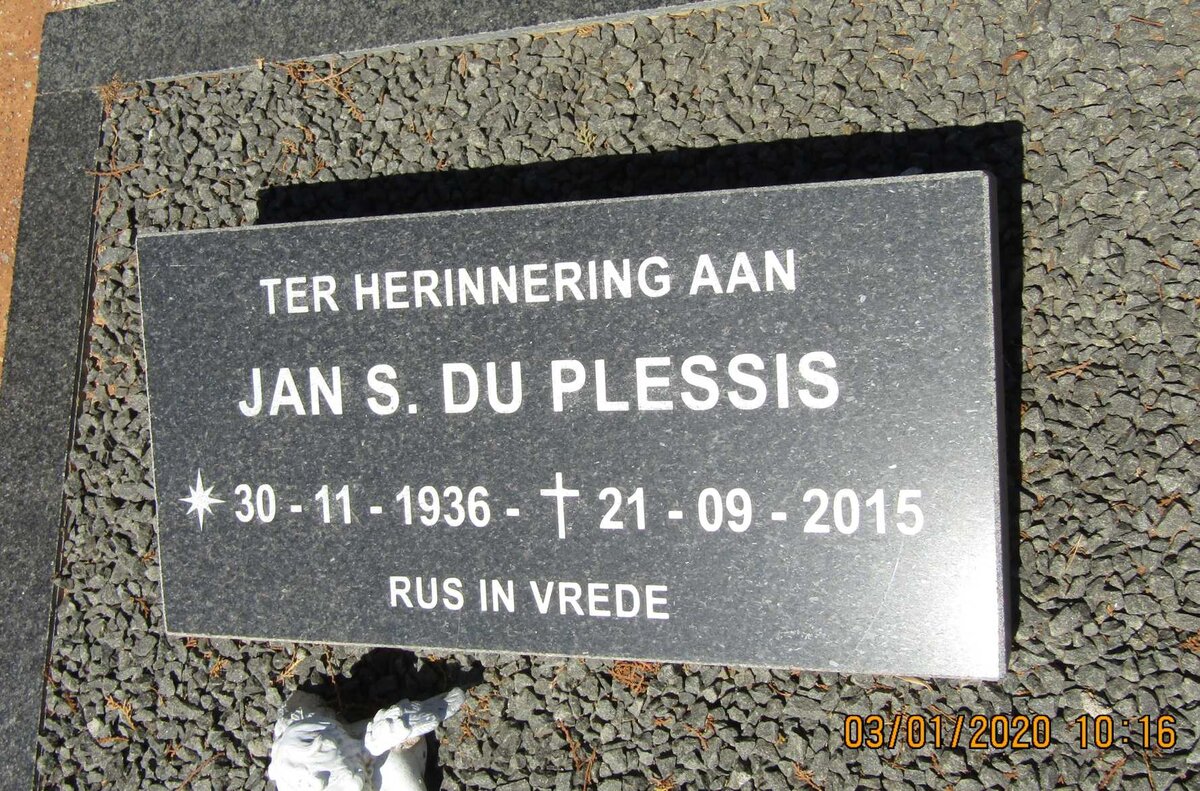 TER HERINNERING AAN
JAN S. DU PLESSIS
30 - 11 - 1936 - † 21 - 09 - 2015
RUS IN VREDE
03/01/2020 10:16